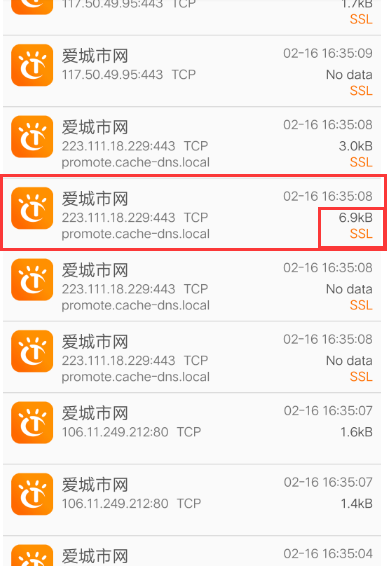 117.50.49.95:443 TCP 1.7kB
SSL
爱城市网 02-16 16:35:09
117.50.49.95:443 TCP No data
SSL
爱城市网 02-16 16:35:08
223.111.18.229:443 TCP 3.0kB
promote.cache-dns.local SSL
爱城市网 02-16 16:35:08
223.111.18.229:443 TCP 6.9kB
promote.cache-dns.local SSL
爱城市网 02-16 16:35:08
223.111.18.229:443 TCP No data
promote.cache-dns.local SSL
爱城市网 02-16 16:35:08
223.111.18.229:443 TCP No data
promote.cache-dns.local SSL
爱城市网 02-16 16:35:07
106.11.249.212:80 TCP 1.6kB
爱城市网 02-16 16:35:07
106.11.249.212:80 TCP 1.4kB
爱城市网 02-16 16:35:04